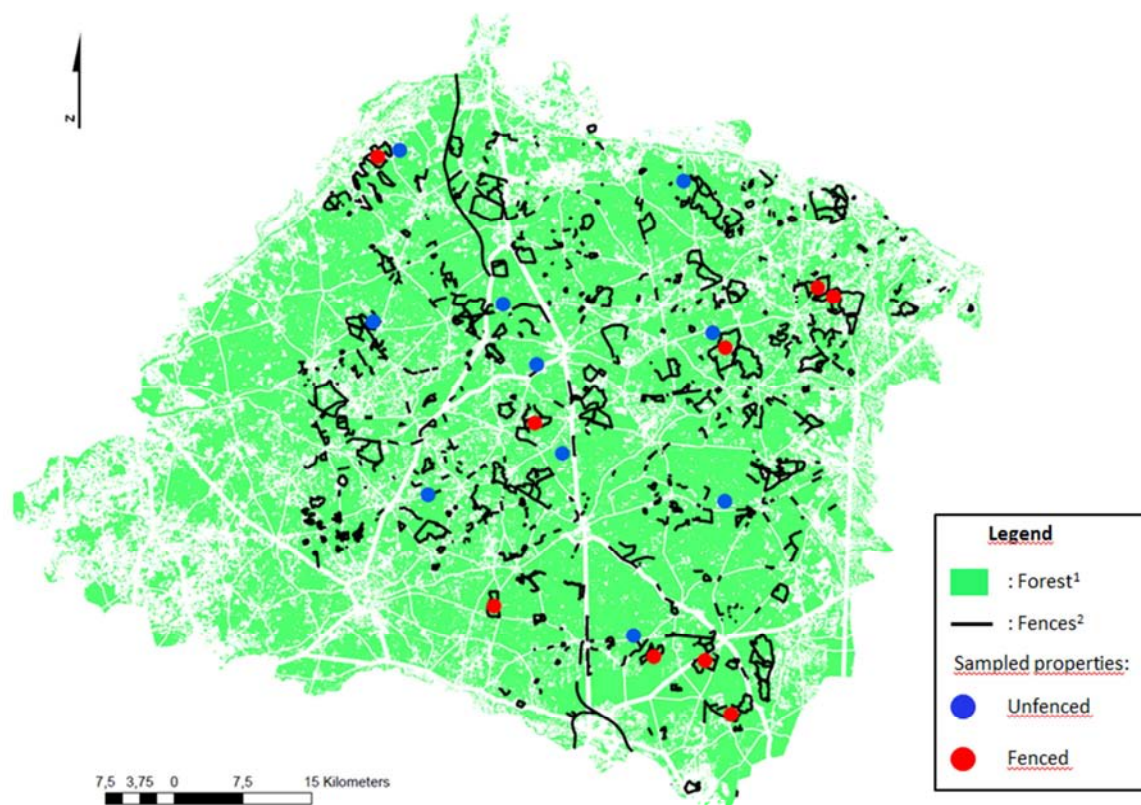 N
Legend
: Forest¹
: Fences²
Sampled properties:
Unfenced
Fenced
7,5 3,75 0 7,5 15 Kilometers